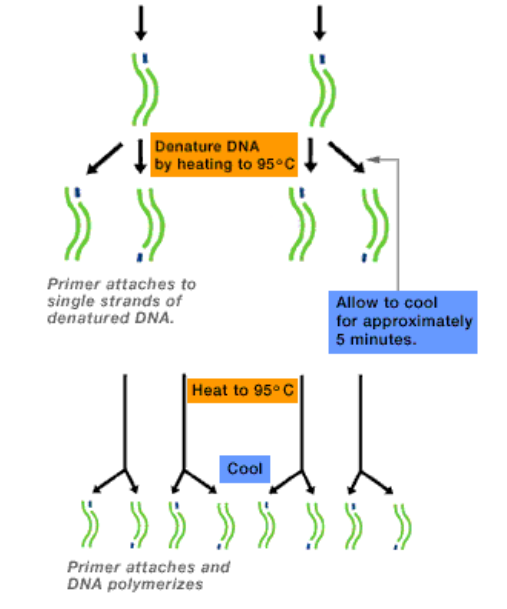 Denature DNA
by heating to 95°C
Primer attaches to
single strands of
denatured DNA.
Allow to cool
for approximately
5 minutes.
Heat to 95°C
Cool
Primer attaches and
DNA polymerizes